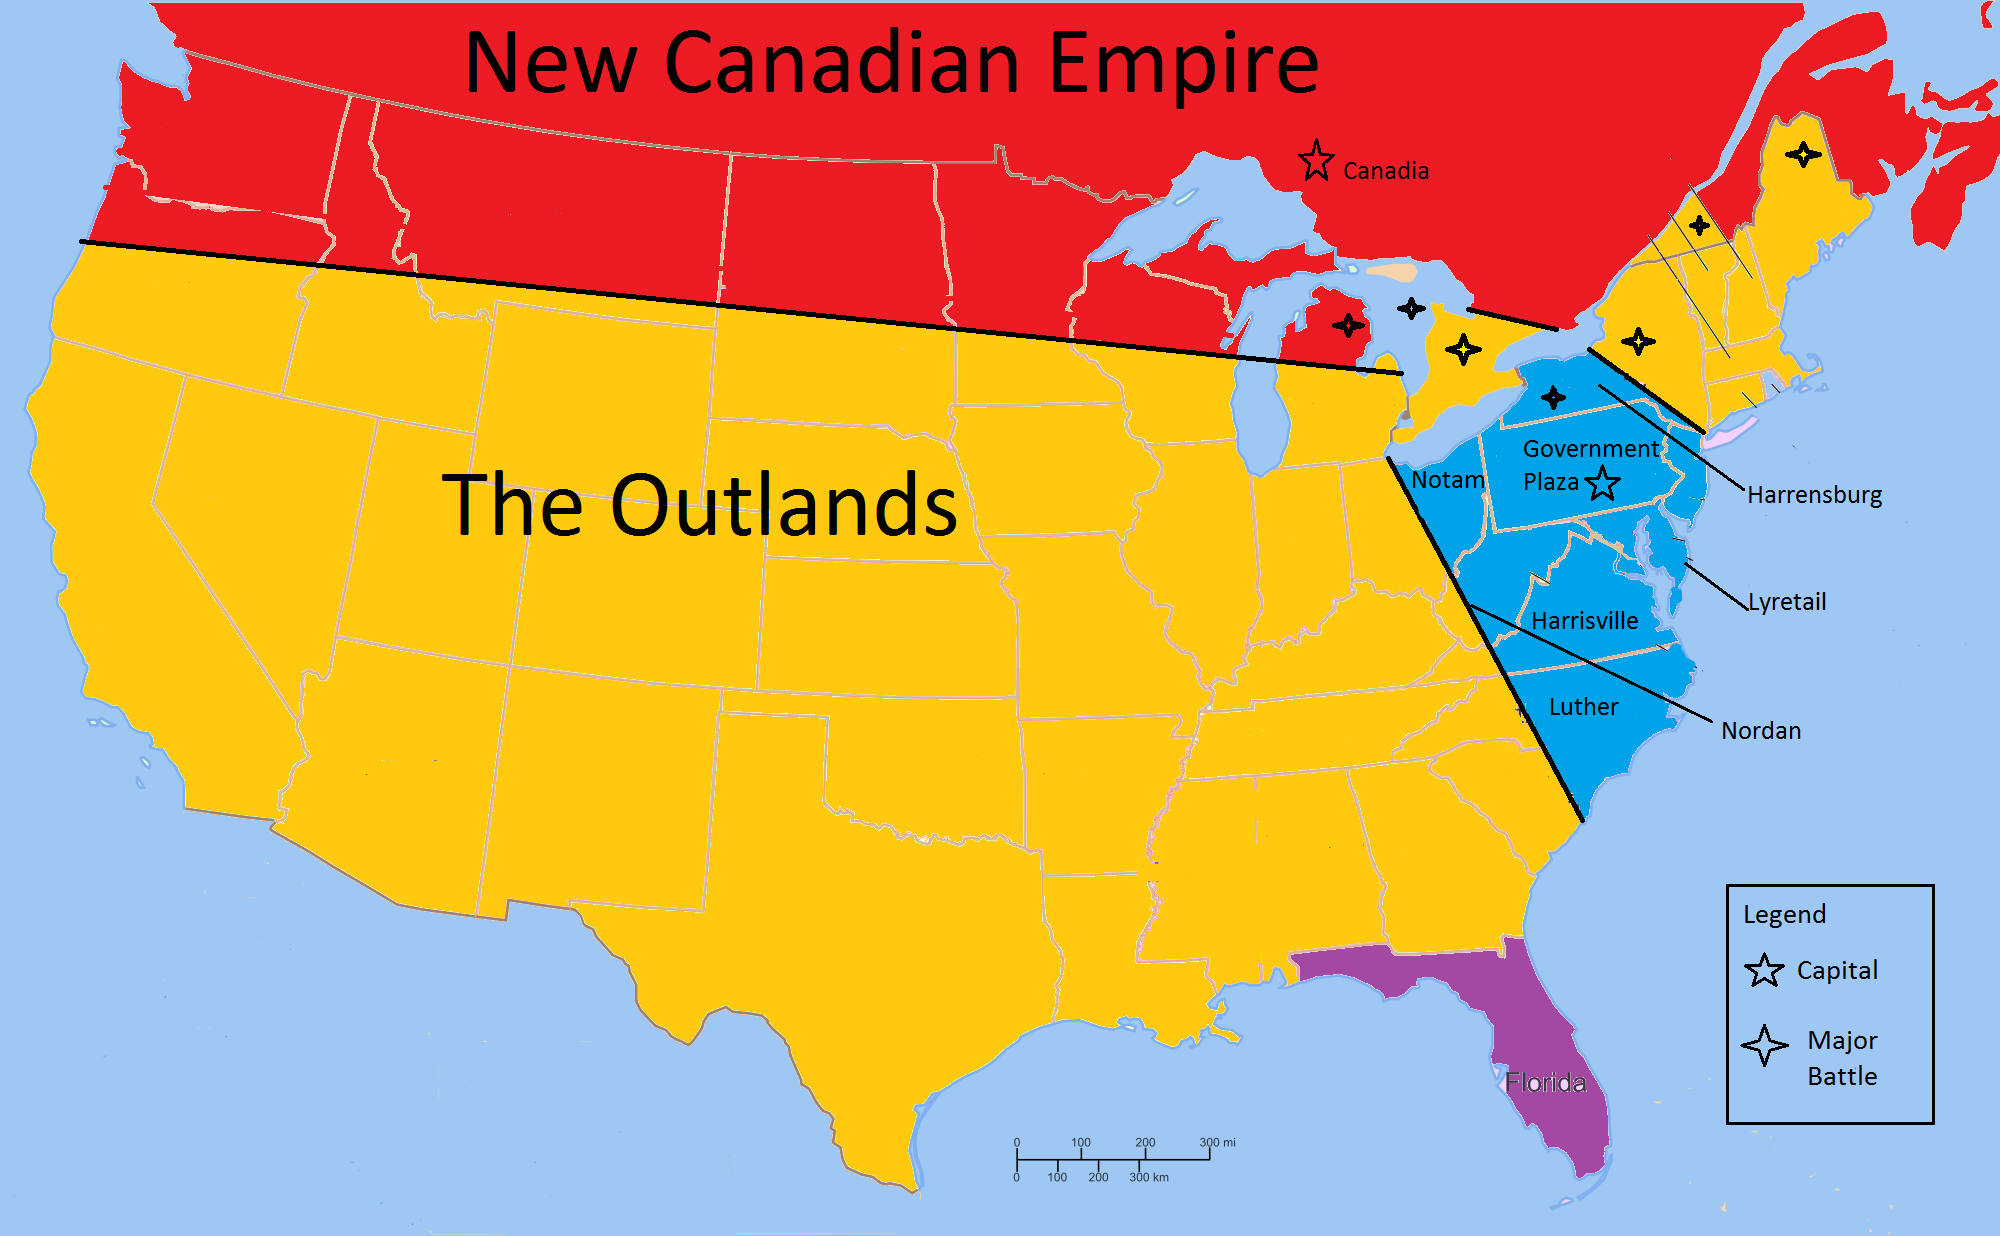 New Canadian Empire
Canadia
The Outlands
Government
Plaza
Notam
Harrensburg
Lyretail
Harrisville
Luther
Nordan
Florida
Legend
Capital
Major
Battle
0 100 200 300 mi
0 100 200 300 km